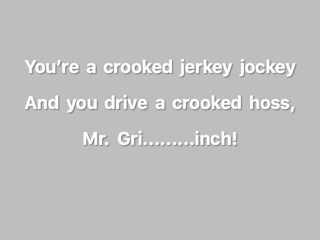 You’re a crooked jerkey jockey
And you drive a crooked hoss,
Mr. Gri.........inch!